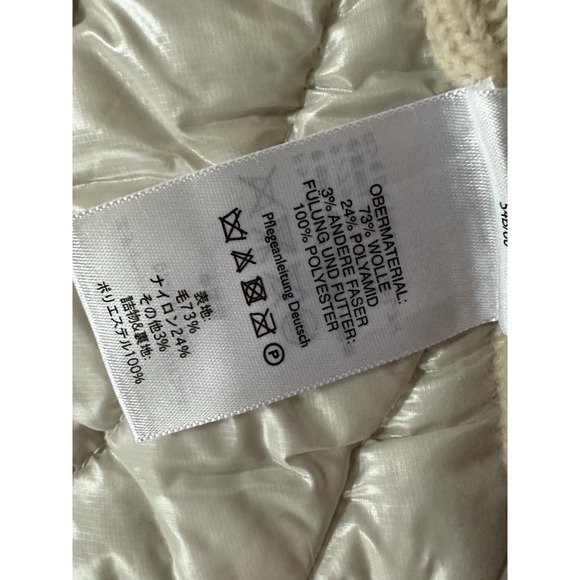 OBERMATERIAL:
73% WOLLE
24% POLYAMID
3% ANDERE FASER
FÜLUNG UND FUTTER:
100% POLYESTER
Pflegeanleitung Deutsch
P
表地:
毛73%
ナイロン24%
その他3%
詰物&裏地:
ポリエステル100%